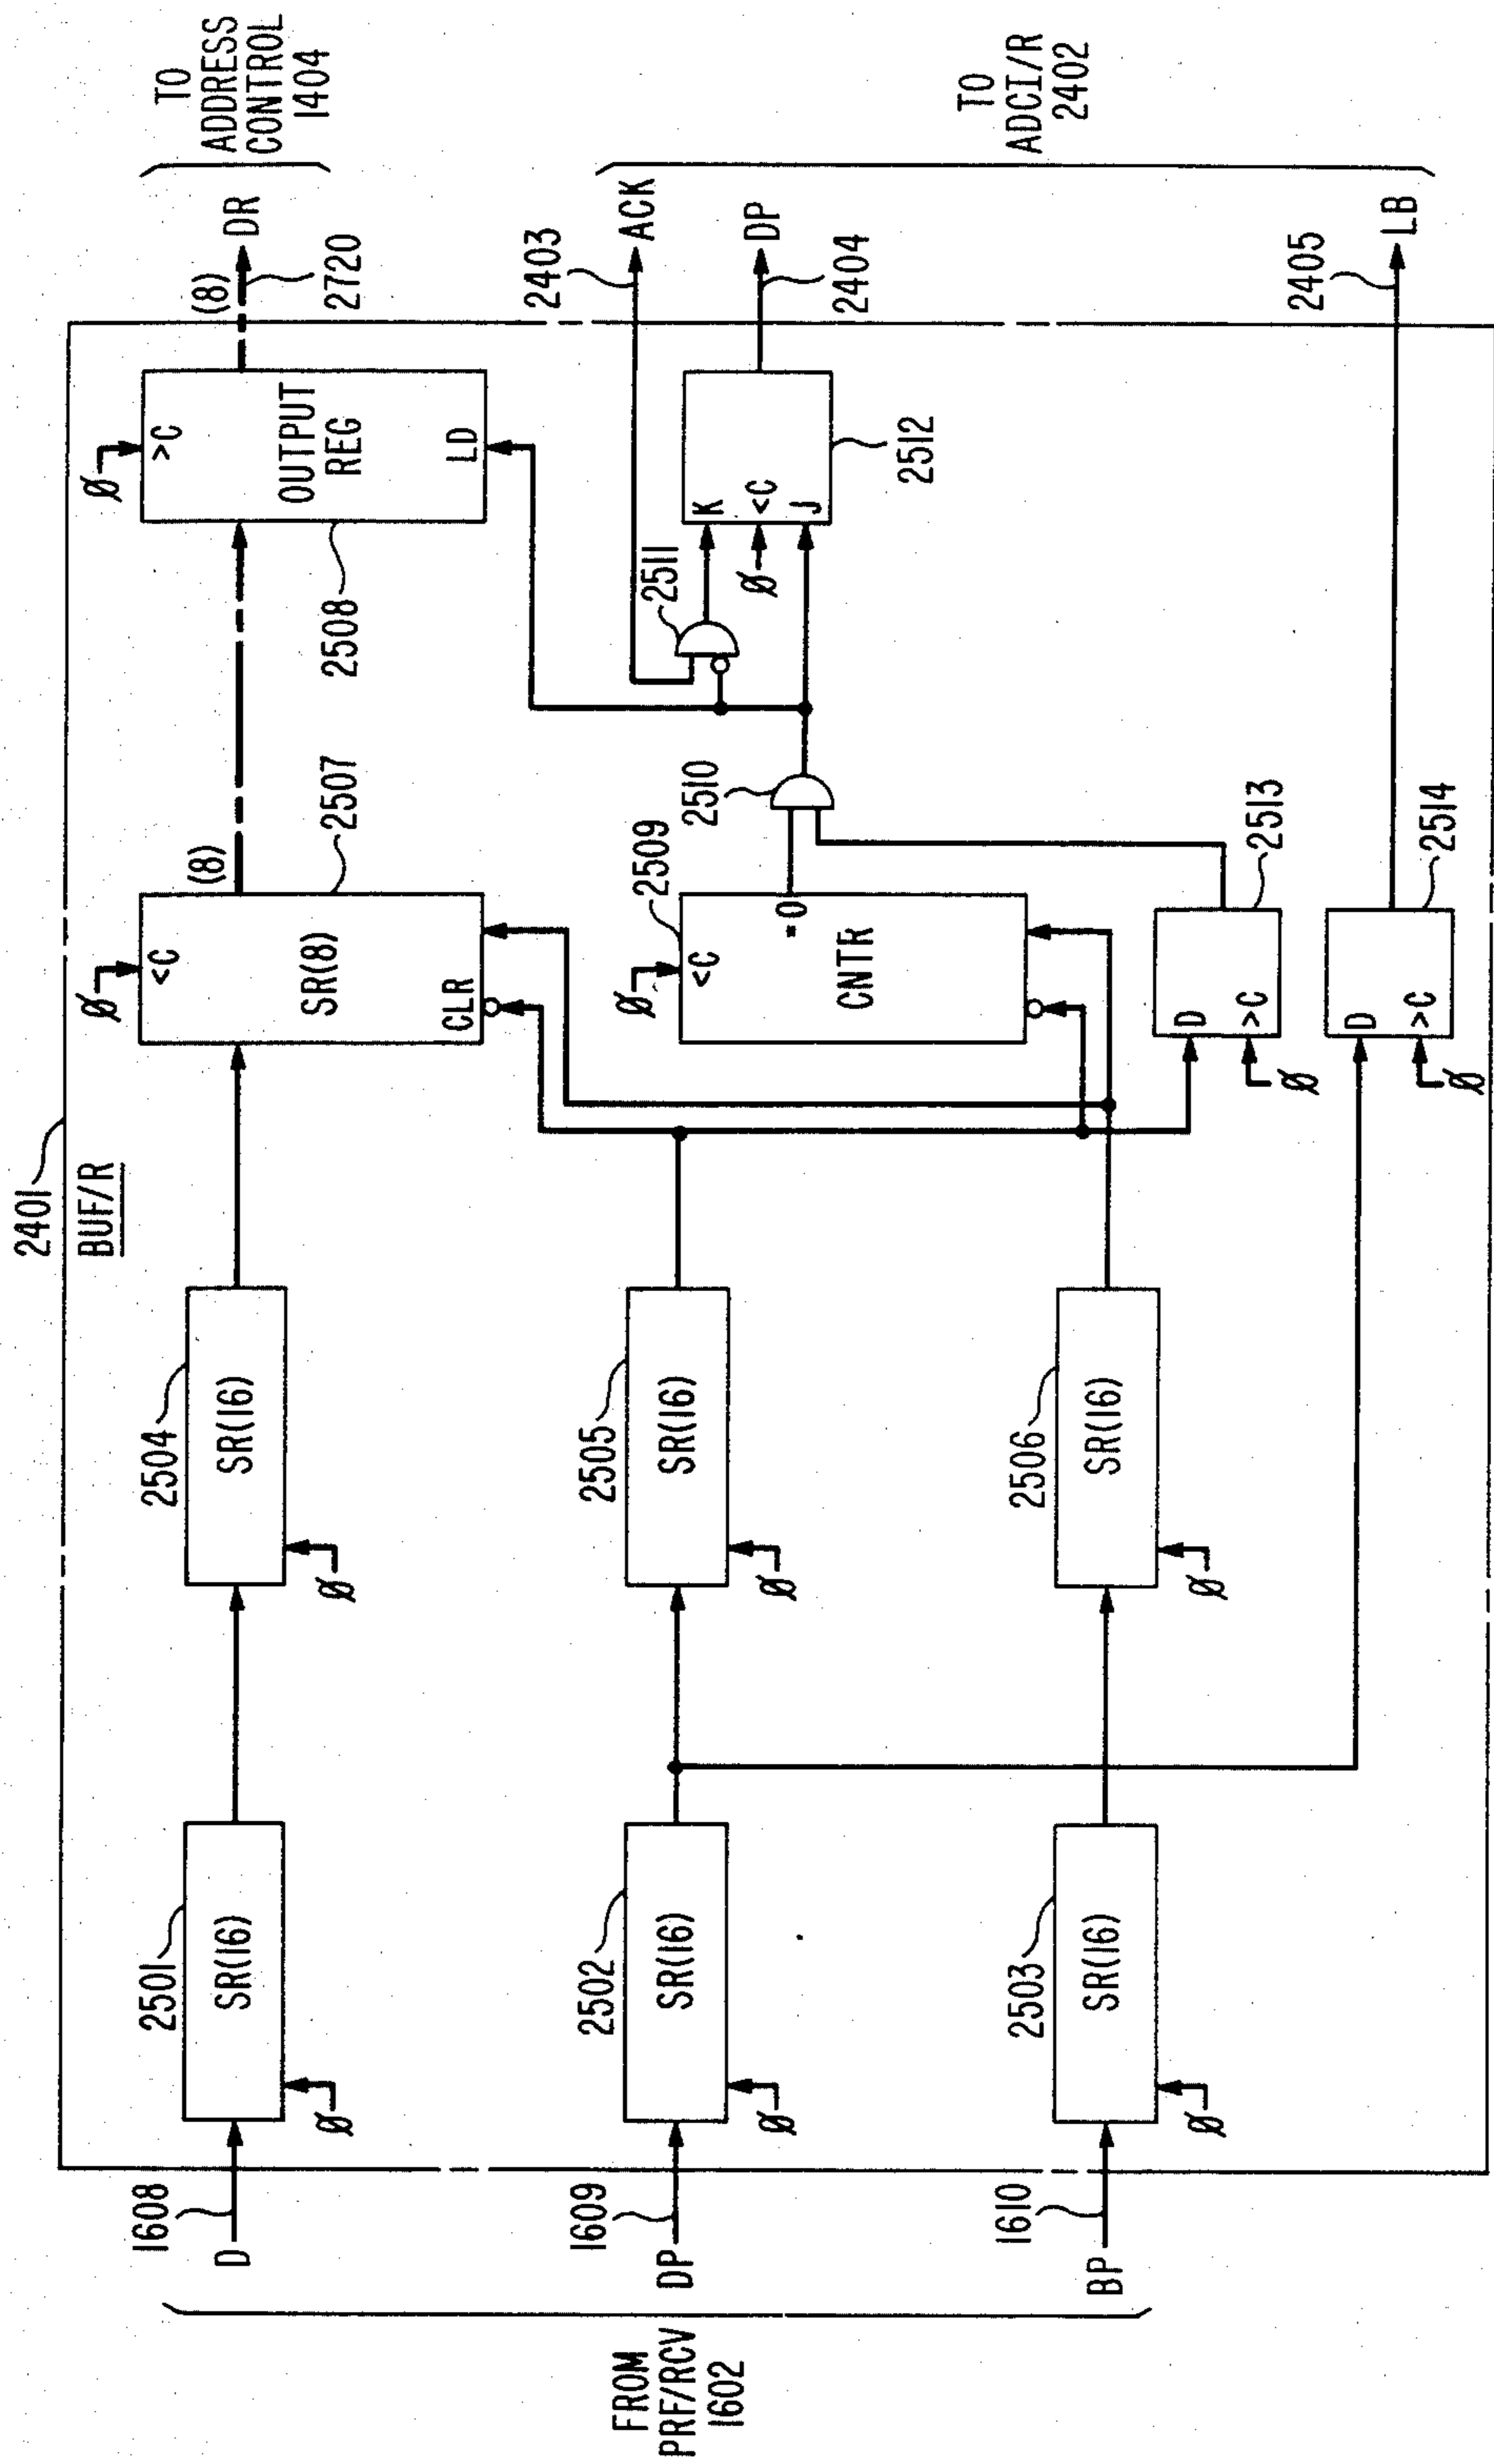 2401
BUF/R
FROM
PRF/RCV
1602
1608
D
1609
DP
1610
BP
2501
SR(16)
Ø
2502
SR(16)
Ø
2503
SR(16)
Ø
2504
SR(16)
Ø
2505
SR(16)
Ø
2506
SR(16)
Ø
Ø
<C
SR(8)
CLR
(8)
2507
Ø
<C
2509
CNTR
=0
D
>C
Ø
2513
D
>C
Ø
2514
2510
2511
2508
Ø
>C
OUTPUT
REG
LD
K
Ø
<C
J
2512
(8)
DR
2720
2403
ACK
DP
2404
2405
LB
TO
ADDRESS
CONTROL
1404
TO
ADCI/R
2402